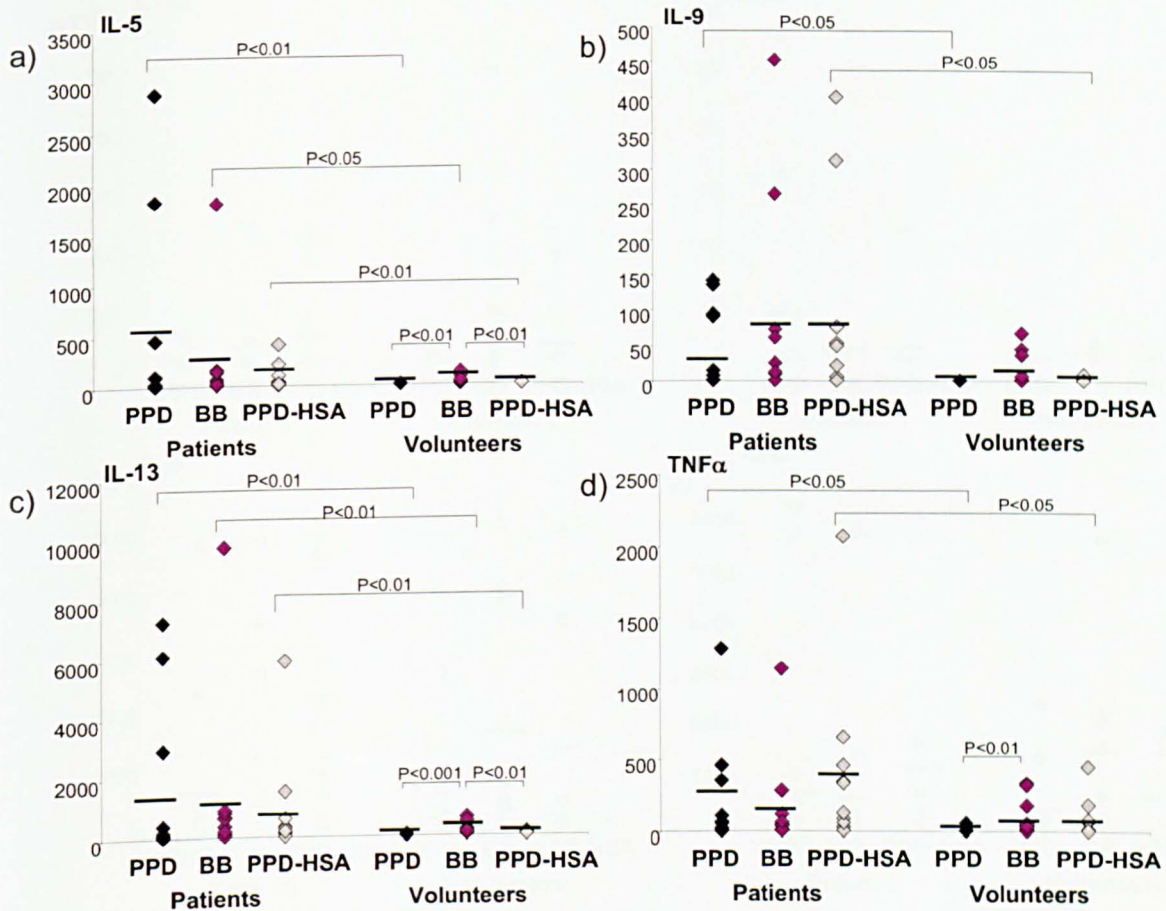 a)
IL-5
3500
3000
2500
2000
1500
1000
500
0
P<0.01
P<0.05
P<0.01
P<0.01 P<0.01
PPD BB PPD-HSA PPD BB PPD-HSA
Patients Volunteers
b)
IL-9
500
450
400
350
300
250
200
150
100
50
0
P<0.05
P<0.05
PPD BB PPD-HSA PPD BB PPD-HSA
Patients Volunteers
c)
IL-13
12000
10000
8000
6000
4000
2000
0
P<0.01
P<0.01
P<0.01
P<0.001 P<0.01
PPD BB PPD-HSA PPD BB PPD-HSA
Patients Volunteers
d)
TNFα
2500
2000
1500
1000
500
0
P<0.05
P<0.05
P<0.01
PPD BB PPD-HSA PPD BB PPD-HSA
Patients Volunteers